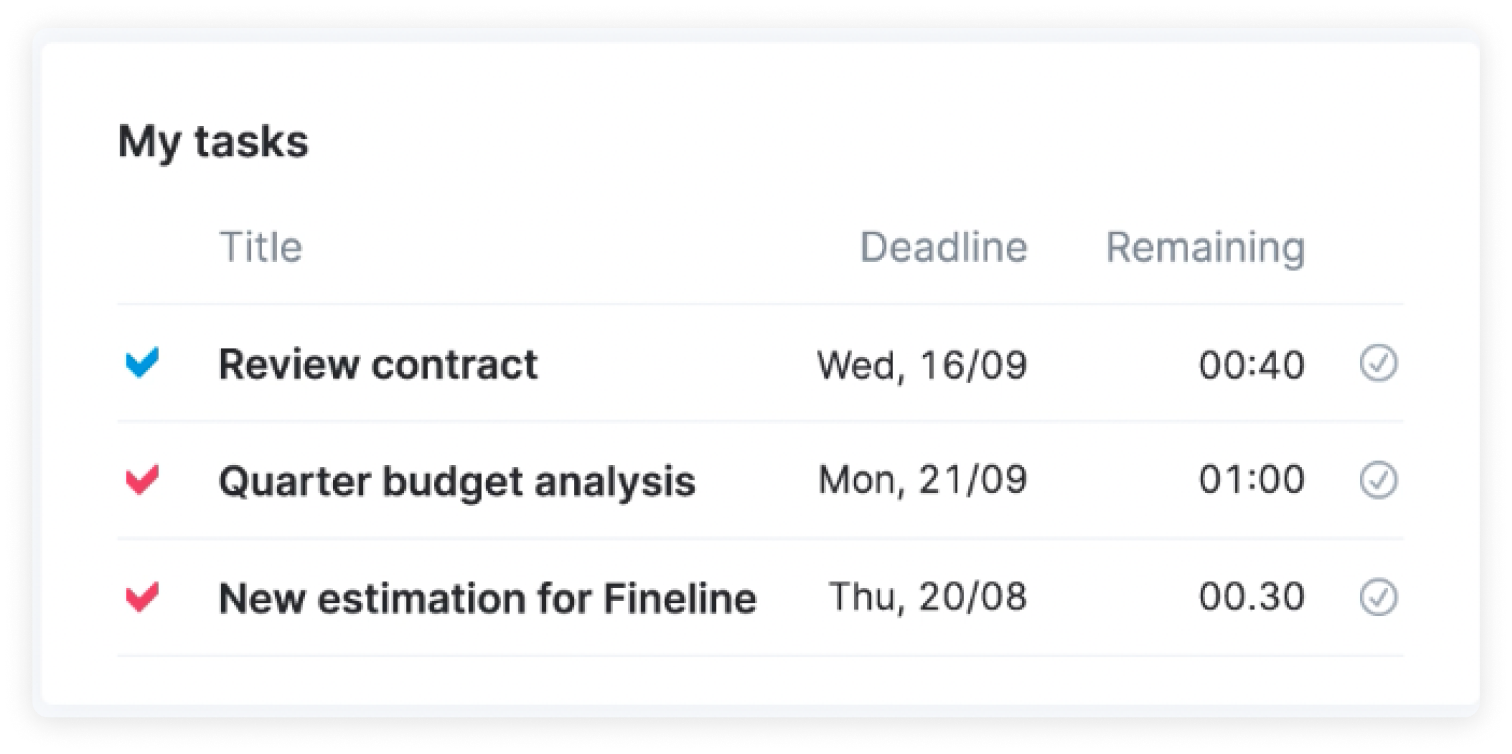 My tasks
Title Deadline Remaining
Review contract Wed, 16/09 00:40
Quarter budget analysis Mon, 21/09 01:00
New estimation for Fineline Thu, 20/08 00.30